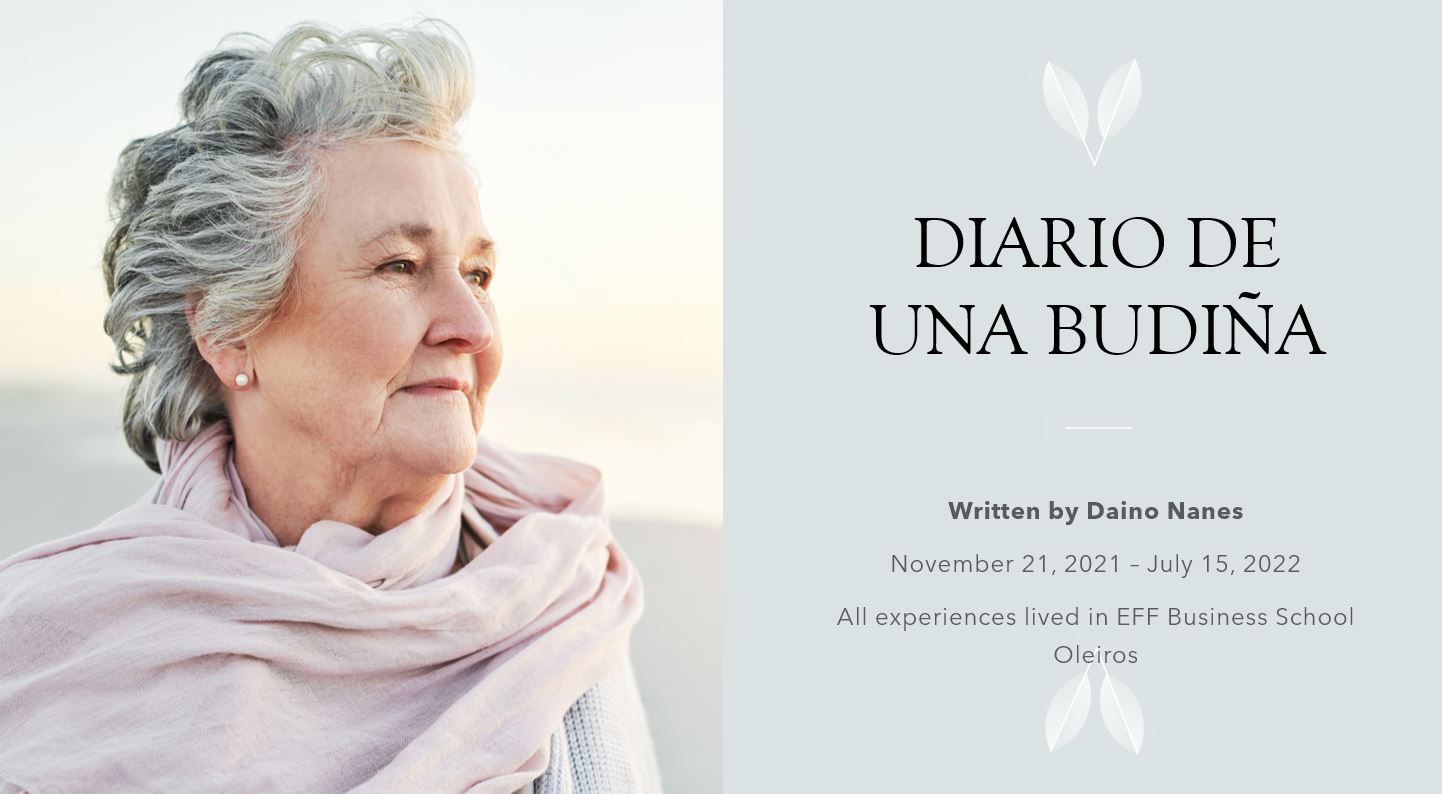 DIARIO DE
UNA BUDIÑA
Written by Daino Nanes
November 21, 2021 – July 15, 2022
All experiences lived in EFF Business School
Oleiros